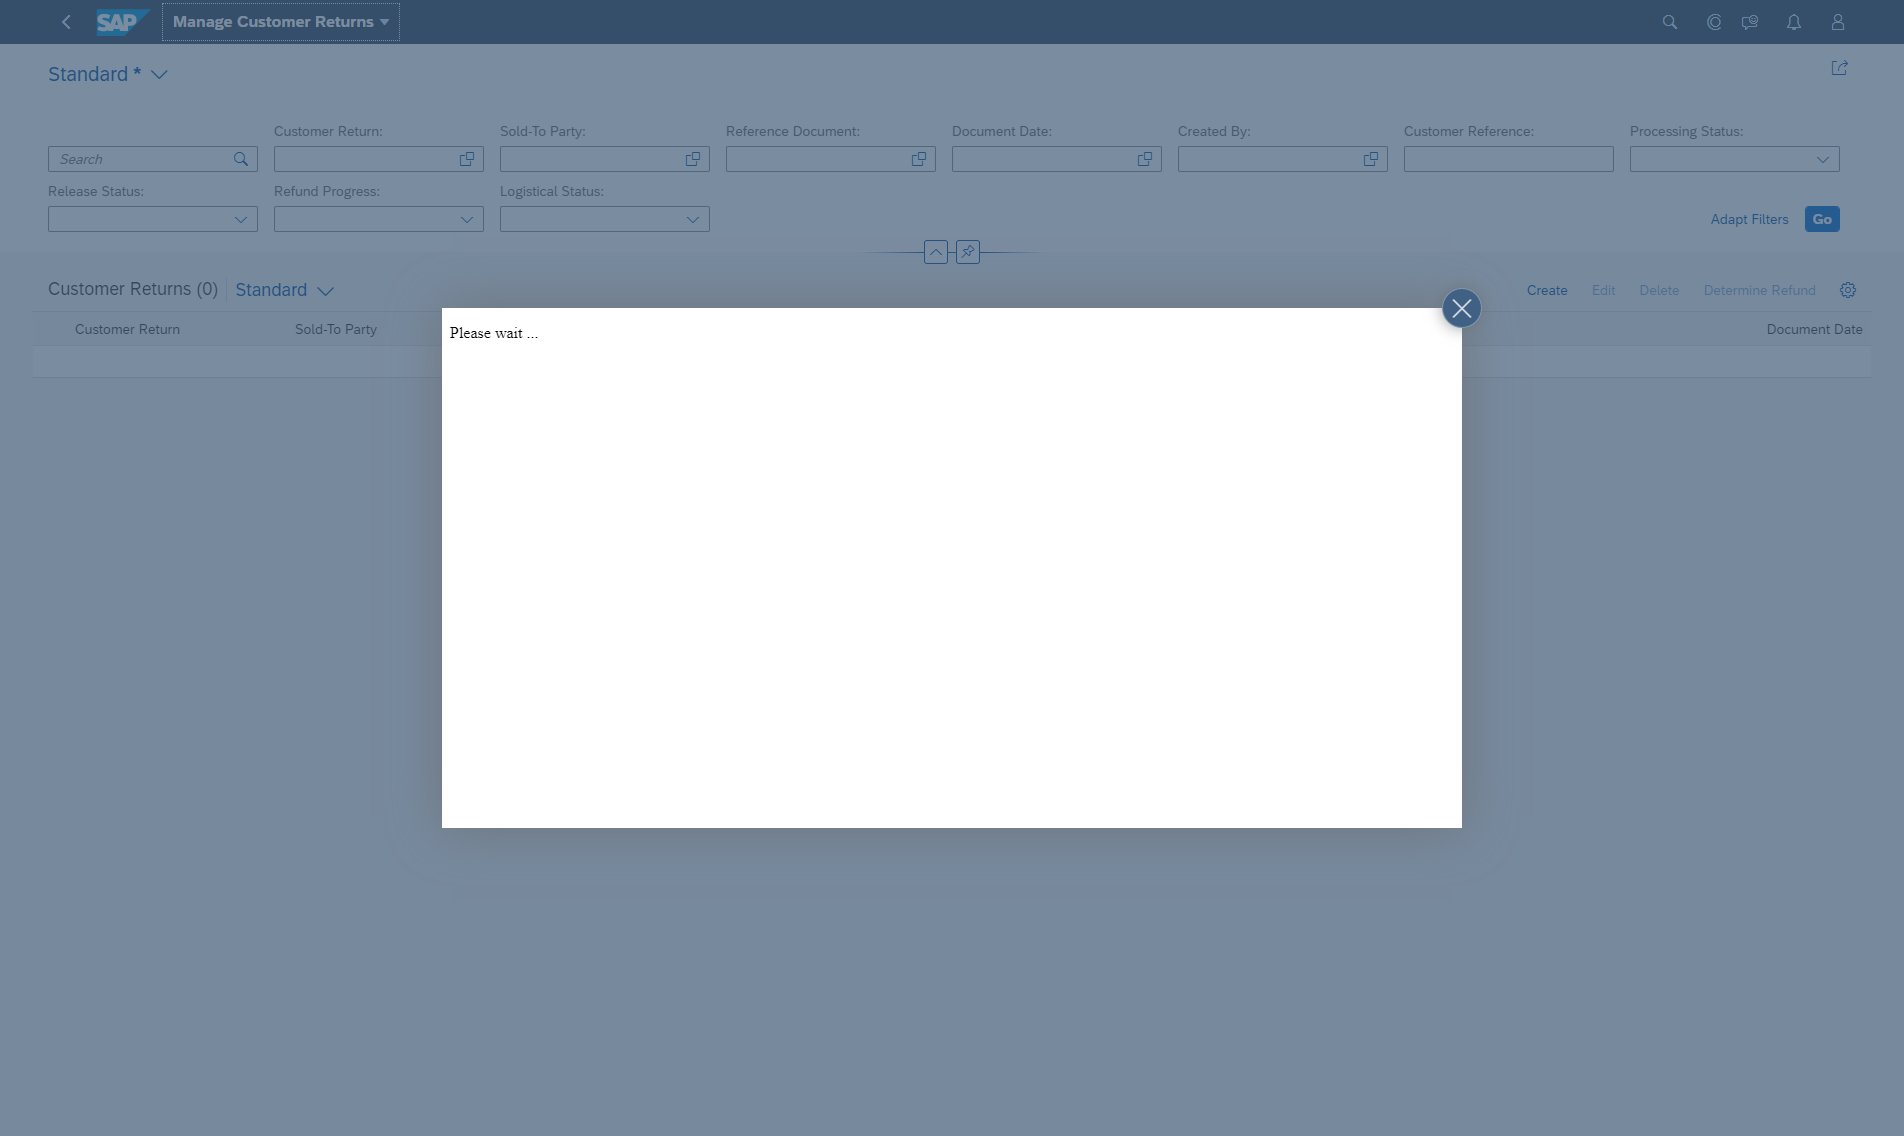 SAP Manage Customer Returns
Standard *
Customer Return: Sold-To Party: Reference Document: Document Date: Created By: Customer Reference: Processing Status:
Search
Release Status: Refund Progress: Logistical Status:
Adapt Filters Go
Customer Returns (0) Standard Create Edit Delete Determine Refund
Customer Return Sold-To Party Document Date
Please wait ...